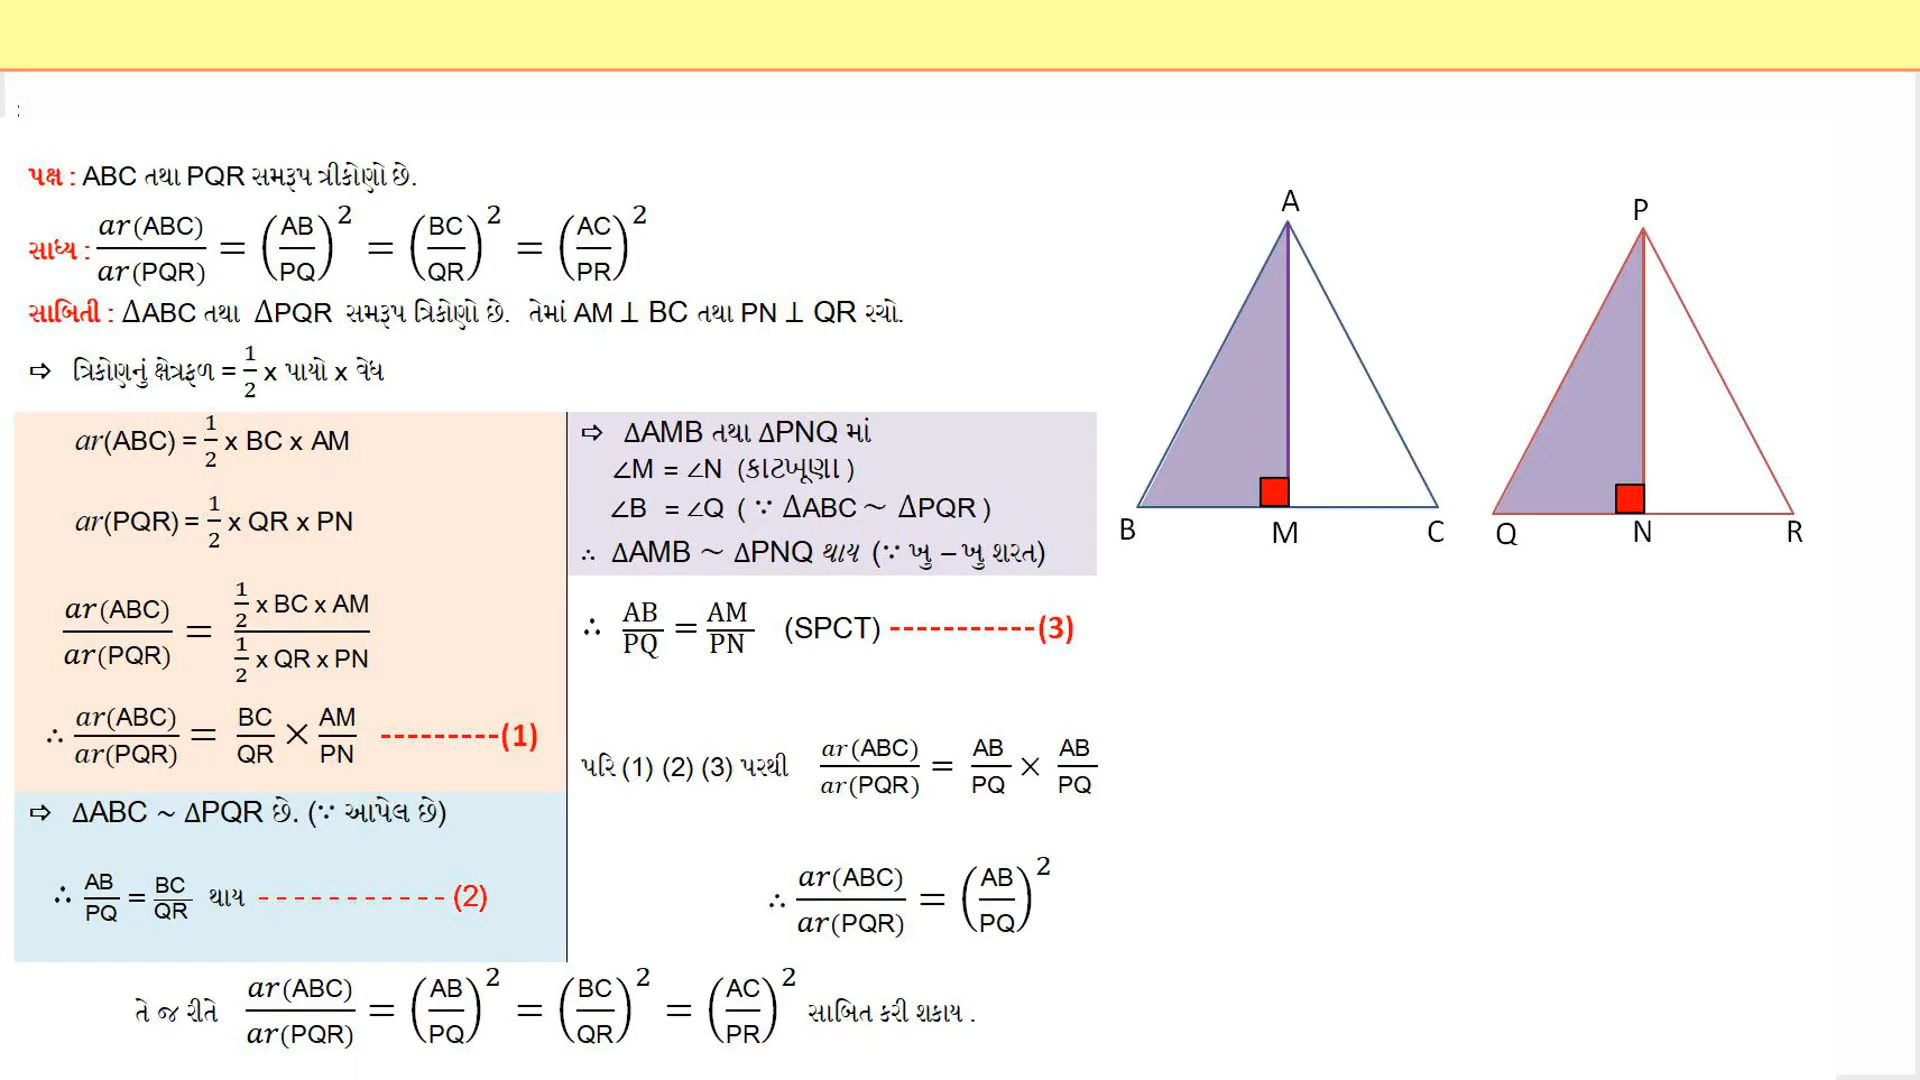 પક્ષ : ABC તથા PQR સમરૂપ ત્રીકોણો છે.
સાધ્ય : ar(ABC)/ar(PQR) = (AB/PQ)² = (BC/QR)² = (AC/PR)²
સાબિતી : ΔABC તથા ΔPQR સમરૂપ ત્રિકોણો છે. તેમાં AM ⊥ BC તથા PN ⊥ QR રચો.
⇨ ત્રિકોણનું ક્ષેત્રફળ = 1/2 x પાયો x વેધ
ar(ABC) = 1/2 x BC x AM
ar(PQR) = 1/2 x QR x PN
ar(ABC)/ar(PQR) = (1/2 x BC x AM)/(1/2 x QR x PN)
∴ ar(ABC)/ar(PQR) = BC/QR × AM/PN ---------(1)
⇨ ΔABC ~ ΔPQR છે. (∵ આપેલ છે)
∴ AB/PQ = BC/QR થાય ------------ (2)
⇨ ΔAMB તથા ΔPNQ માં
∠M = ∠N (કાટખૂણા )
∠B = ∠Q ( ∵ ΔABC ~ ΔPQR )
∴ ΔAMB ~ ΔPNQ થાય (∵ ખુ – ખુ શરત)
∴ AB/PQ = AM/PN (SPCT) -----------(3)
પરિ (1) (2) (3) પરથી ar(ABC)/ar(PQR) = AB/PQ × AB/PQ
∴ ar(ABC)/ar(PQR) = (AB/PQ)²
તે જ રીતે ar(ABC)/ar(PQR) = (AB/PQ)² = (BC/QR)² = (AC/PR)² સાબિત કરી શકાય .
A
B M C
P
Q N R